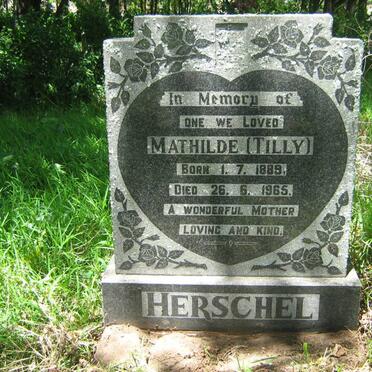 In Memory of
ONE WE LOVED
MATHILDE (TILLY)
BORN 1. 7. 1889.
DIED 26. 6. 1965.
A WONDERFUL MOTHER
LOVING AND KIND.
HERSCHEL